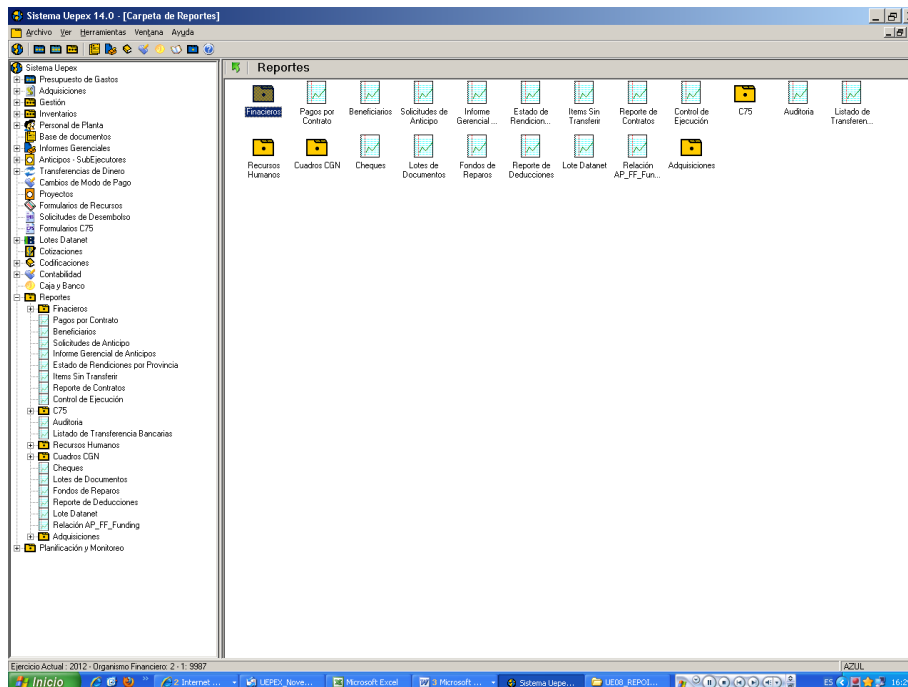 Sistema Uepex 14.0 - [Carpeta de Reportes]
Archivo Ver Herramientas Ventana Ayuda
Sistema Uepex
Presupuesto de Gastos
Adquisiciones
Gestión
Inventarios
Personal de Planta
Base de documentos
Informes Gerenciales
Anticipos - SubEjecutores
Transferencias de Dinero
Cambios de Modo de Pago
Proyectos
Formularios de Recursos
Solicitudes de Desembolso
Formularios C75
Lotes Datanet
Cotizaciones
Codificaciones
Contabilidad
Caja y Banco
Reportes
Finacieros
Pagos por Contrato
Beneficiarios
Solicitudes de Anticipo
Informe Gerencial de Anticipos
Estado de Rendiciones por Provincia
Items Sin Transferir
Reporte de Contratos
Control de Ejecución
C75
Auditoria
Listado de Transferencia Bancarias
Recursos Humanos
Cuadros CGN
Cheques
Lotes de Documentos
Fondos de Reparos
Reporte de Deducciones
Lote Datanet
Relación AP_FF_Funding
Adquisiciones
Planificación y Monitoreo
Reportes
Finacieros Pagos por Beneficiarios Solicitudes de Informe Estado de Items Sin Reporte de Control de C75 Auditoria Listado de
Contrato Anticipo Gerencial ... Rendicion... Transferir Contratos Ejecución Transferen...
Recursos Cuadros CGN Cheques Lotes de Fondos de Reporte de Lote Datanet Relación Adquisiciones
Humanos Documentos Reparos Deducciones AP_FF_Fun...
Ejercicio Actual : 2012 - Organismo Financiero: 2 - 1: 9987 AZUL
Inicio 2 Internet ... UEPEX_Nove... Microsoft Excel 3 Microsoft ... Sistema Uepe... UE08_REPO... ES 16:2